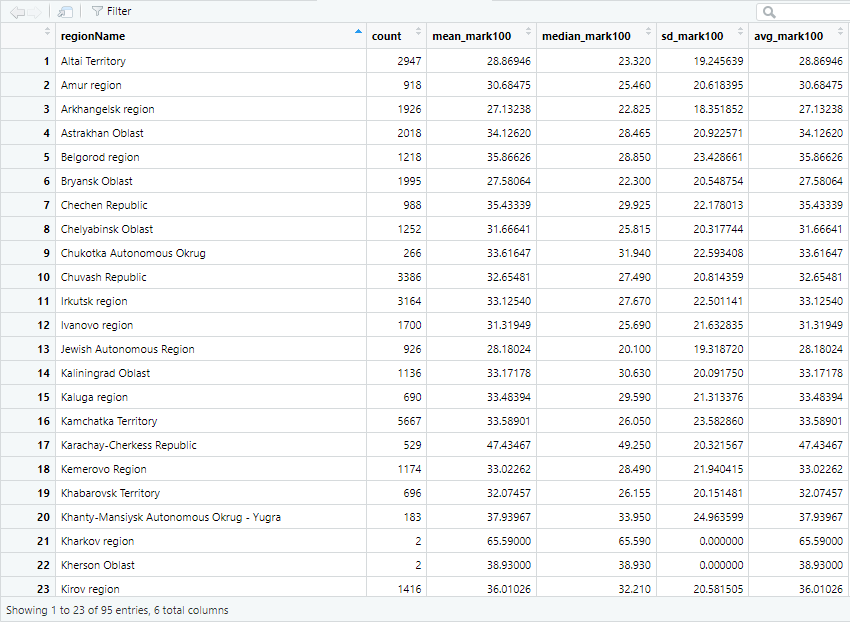 Filter
regionName count mean_mark100 median_mark100 sd_mark100 avg_mark100
1 Altai Territory 2947 28.86946 23.320 19.245639 28.86946
2 Amur region 918 30.68475 25.460 20.618395 30.68475
3 Arkhangelsk region 1926 27.13238 22.825 18.351852 27.13238
4 Astrakhan Oblast 2018 34.12620 28.465 20.922571 34.12620
5 Belgorod region 1218 35.86626 28.850 23.428661 35.86626
6 Bryansk Oblast 1995 27.58064 22.300 20.548754 27.58064
7 Chechen Republic 988 35.43339 29.925 22.178013 35.43339
8 Chelyabinsk Oblast 1252 31.66641 25.815 20.317744 31.66641
9 Chukotka Autonomous Okrug 266 33.61647 31.940 22.593408 33.61647
10 Chuvash Republic 3386 32.65481 27.490 20.814359 32.65481
11 Irkutsk region 3164 33.12540 27.670 22.501141 33.12540
12 Ivanovo region 1700 31.31949 25.690 21.632835 31.31949
13 Jewish Autonomous Region 926 28.18024 20.100 19.318720 28.18024
14 Kaliningrad Oblast 1136 33.17178 30.630 20.091750 33.17178
15 Kaluga region 690 33.48394 29.590 21.313376 33.48394
16 Kamchatka Territory 5667 33.58901 26.050 23.582860 33.58901
17 Karachay-Cherkess Republic 529 47.43467 49.250 20.321567 47.43467
18 Kemerovo Region 1174 33.02262 28.490 21.940415 33.02262
19 Khabarovsk Territory 696 32.07457 26.155 20.151481 32.07457
20 Khanty-Mansiysk Autonomous Okrug - Yugra 183 37.93967 33.950 24.963599 37.93967
21 Kharkov region 2 65.59000 65.590 0.000000 65.59000
22 Kherson Oblast 2 38.93000 38.930 0.000000 38.93000
23 Kirov region 1416 36.01026 32.210 20.581505 36.01026
Showing 1 to 23 of 95 entries, 6 total columns